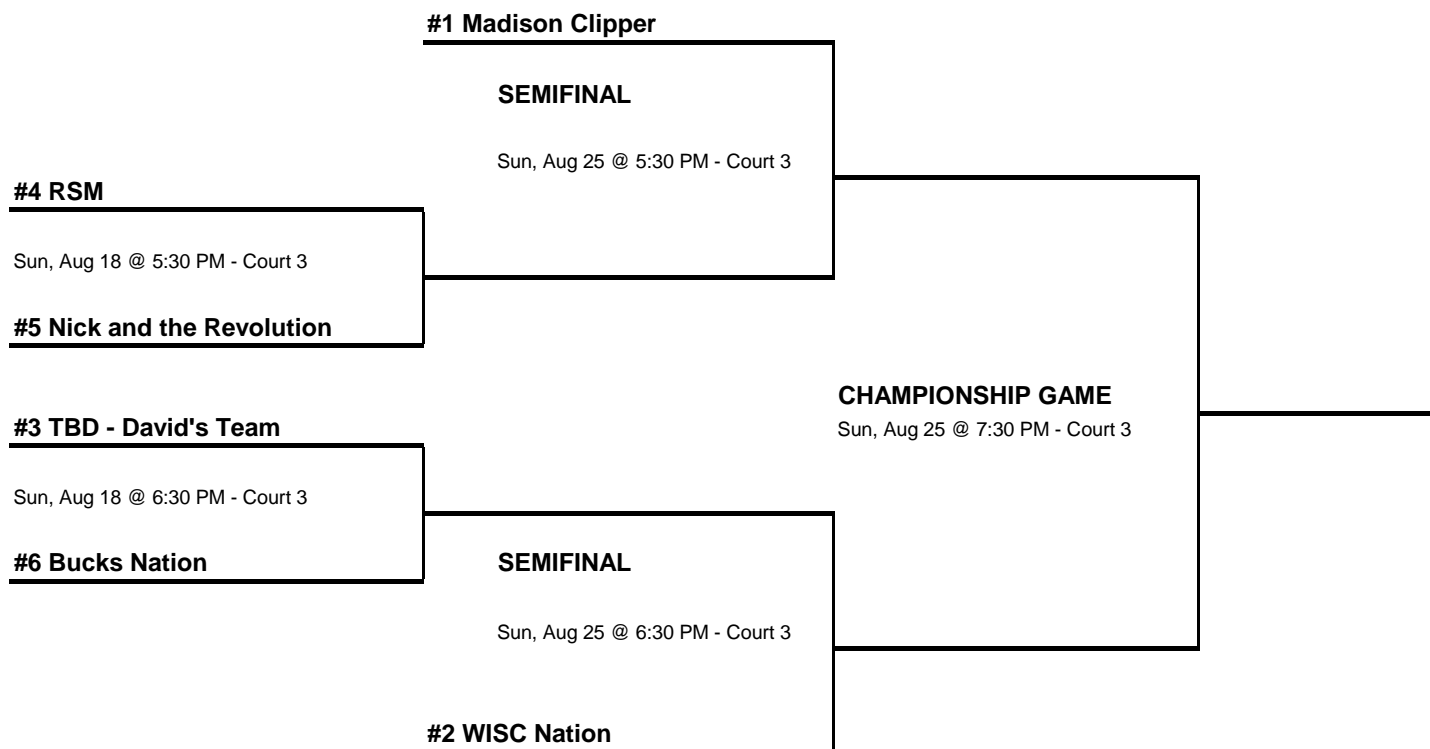 #1 Madison Clipper
SEMIFINAL
Sun, Aug 25 @ 5:30 PM - Court 3
#4 RSM
Sun, Aug 18 @ 5:30 PM - Court 3
#5 Nick and the Revolution
CHAMPIONSHIP GAME
Sun, Aug 25 @ 7:30 PM - Court 3
#3 TBD - David's Team
Sun, Aug 18 @ 6:30 PM - Court 3
#6 Bucks Nation
SEMIFINAL
Sun, Aug 25 @ 6:30 PM - Court 3
#2 WISC Nation